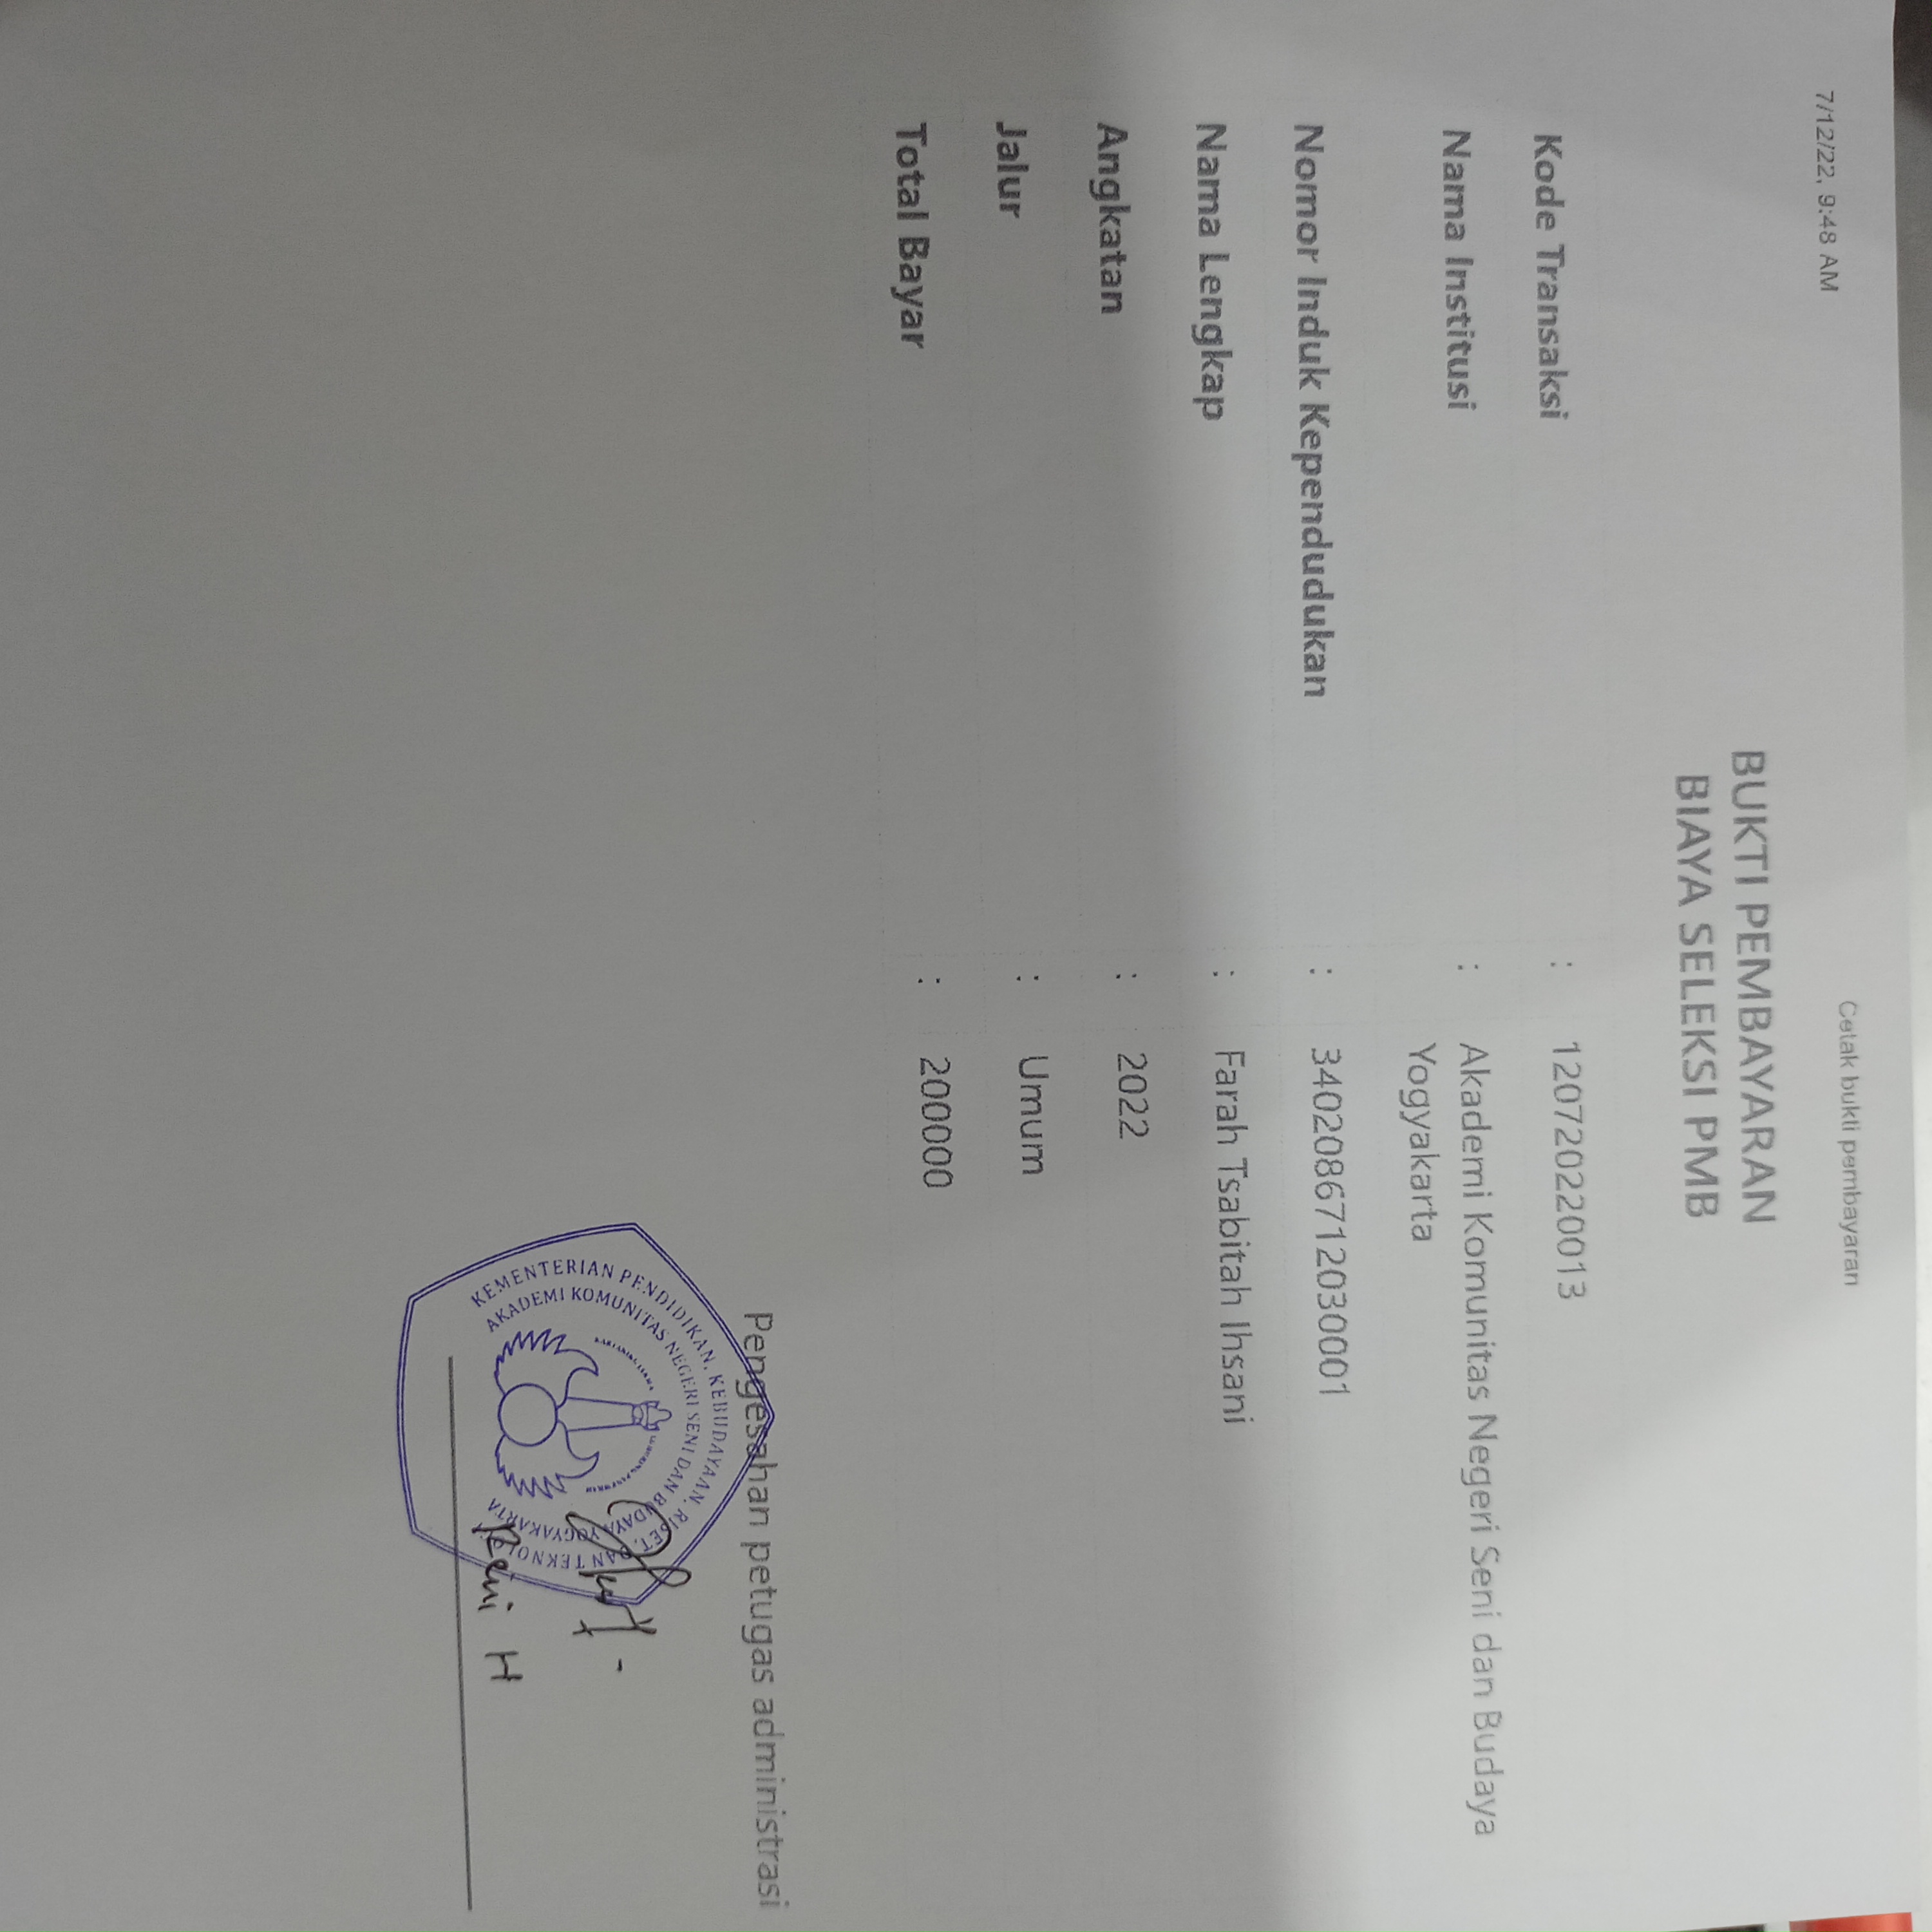 7/12/22, 9:48 AM Cetak bukti pembayaran
BUKTI PEMBAYARAN
BIAYA SELEKSI PMB
Kode Transaksi : 1207202220013
Nama Institusi : Akademi Komunitas Negeri Seni dan Budaya
Yogyakarta
Nomor Induk Kependudukan : 3402086712030001
Nama Lengkap : Farah Tsabitah Ihsani
Angkatan : 2022
Jalur : Umum
Total Bayar : 200000
Pengesahan petugas administrasi
KEMENTERIAN PENDIDIKAN, KEBUDAYAAN, RISET, DAN TEKNOLOGI
AKADEMI KOMUNITAS NEGERI SENI DAN BUDAYA YOGYAKARTA
Reni H